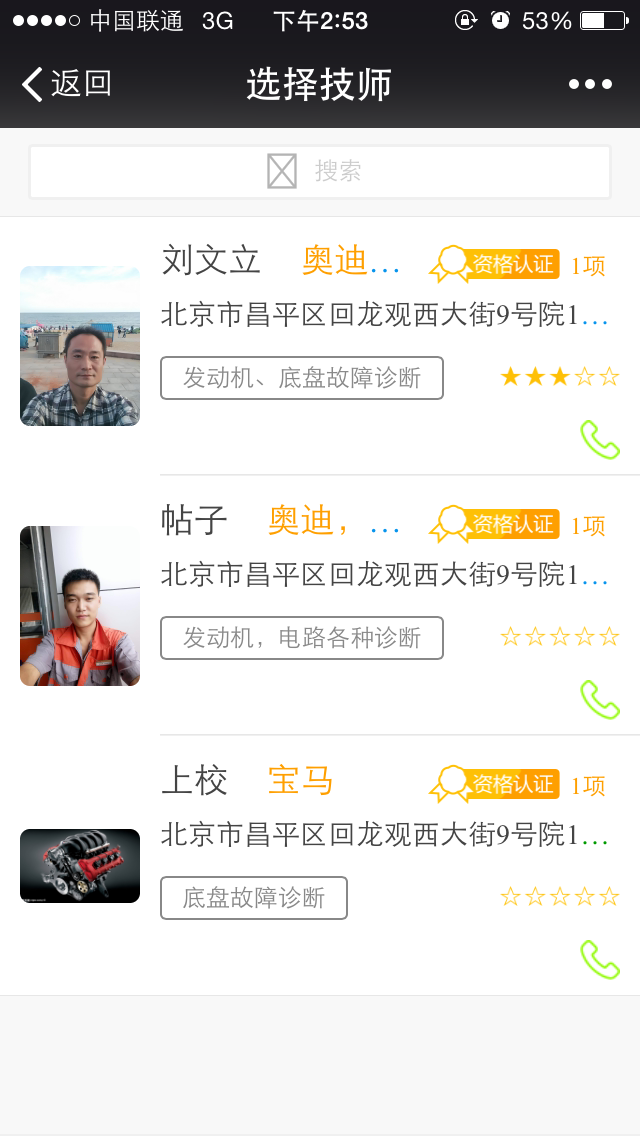 中国联通 3G 下午2:53 53%
返回 选择技师
搜索
刘文立 奥迪... 资格认证 1项
北京市昌平区回龙观西大街9号院1...
发动机、底盘故障诊断 ★★★☆☆
帖子 奥迪，... 资格认证 1项
北京市昌平区回龙观西大街9号院1...
发动机，电路各种诊断 ☆☆☆☆☆
上校 宝马 资格认证 1项
北京市昌平区回龙观西大街9号院1...
底盘故障诊断 ☆☆☆☆☆